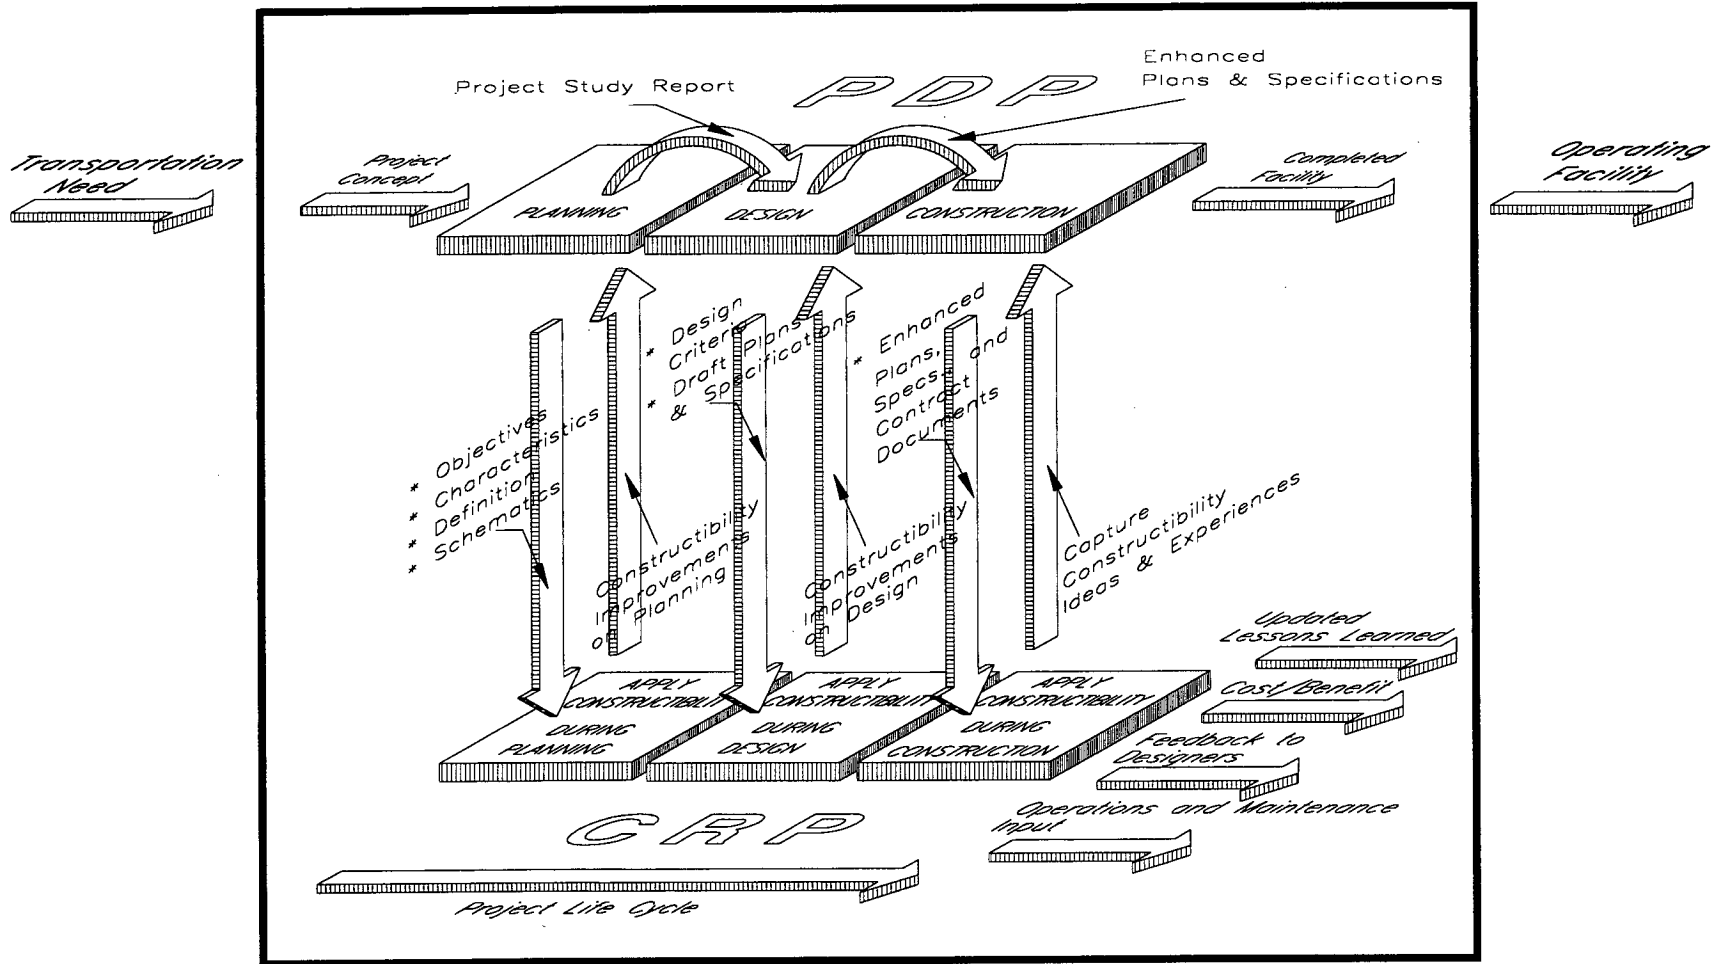 Enhanced
Plans & Specifications
Project Study Report
PDP
Transportation
Need
Project
Concept
Completed
Facility
Operating
Facility
PLANNING
DESIGN
CONSTRUCTION
* Objectives
* Characteristics
* Definition
* Schematics
Constructibility
Improvements
on Planning
* Design
Criteria
* Draft Plans
& Specifications
Constructibility
Improvements
on Design
* Enhanced
Plans,
Specs., and
Contract
Documents
Capture
Constructibility
Ideas & Experiences
APPLY
CONSTRUCTIBILITY
DURING
PLANNING
APPLY
CONSTRUCTIBILITY
DURING
DESIGN
APPLY
CONSTRUCTIBILITY
DURING
CONSTRUCTION
Updated
Lessons Learned
Cost/Benefit
Feedback to
Designers
Operations and Maintenance
Input
CRP
Project Life Cycle